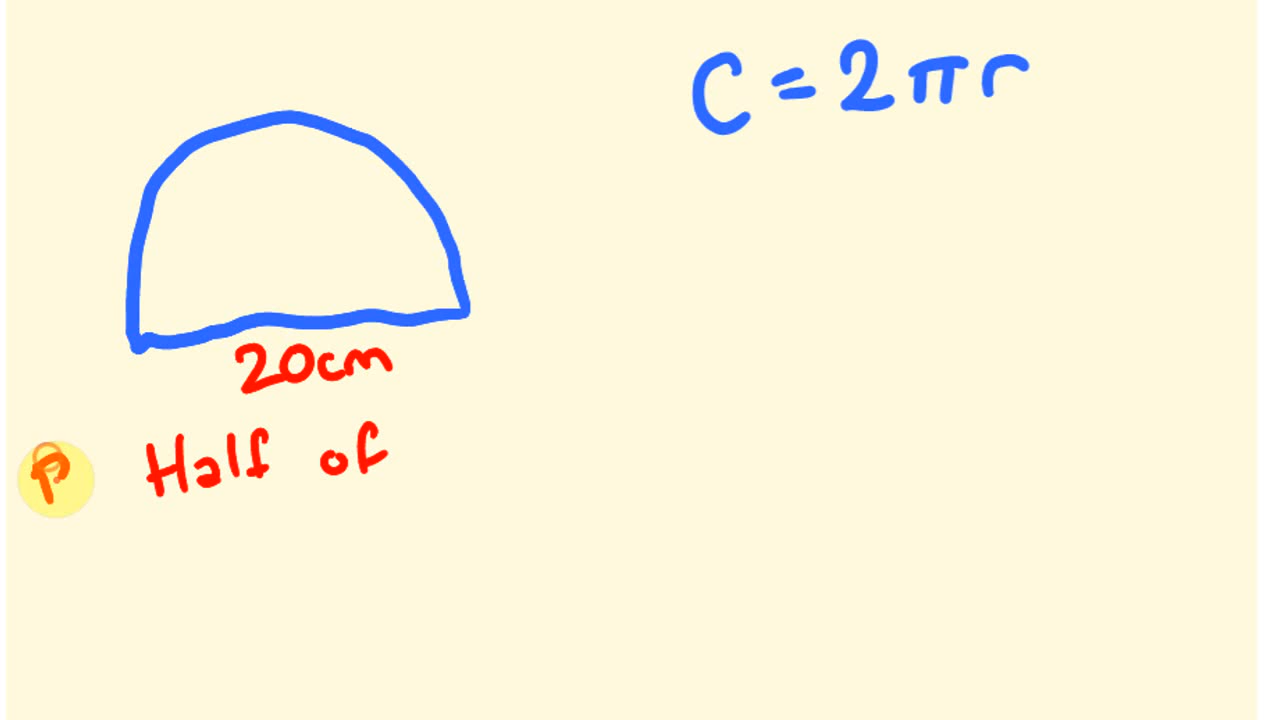 C = 2πr
20cm
P Half of